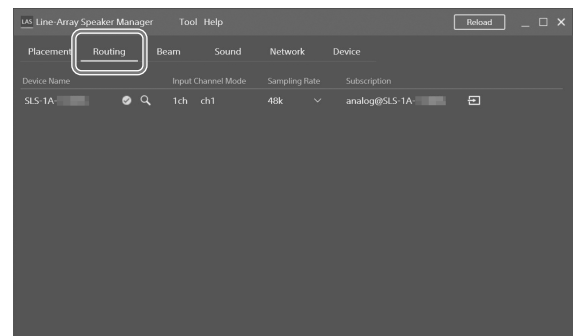 LAS Line-Array Speaker Manager Tool Help Reload
Placement Routing Beam Sound Network Device
Device Name Input Channel Mode Sampling Rate Subscription
SLS-1A- 1ch ch1 48k analog@SLS-1A-